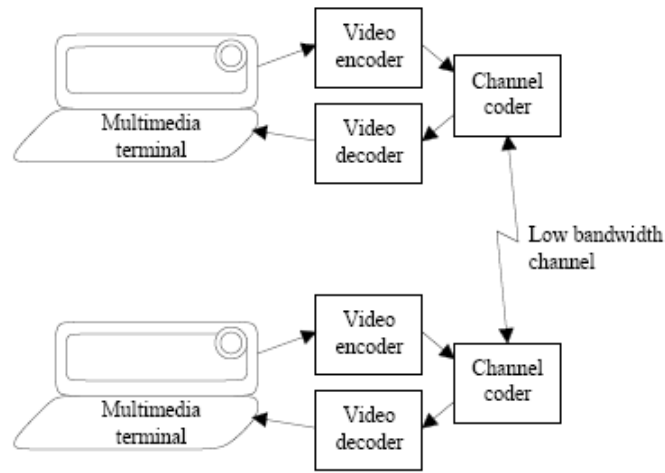 Video
encoder
Channel
coder
Multimedia
terminal
Video
decoder
Low bandwidth
channel
Video
encoder
Channel
coder
Multimedia
terminal
Video
decoder